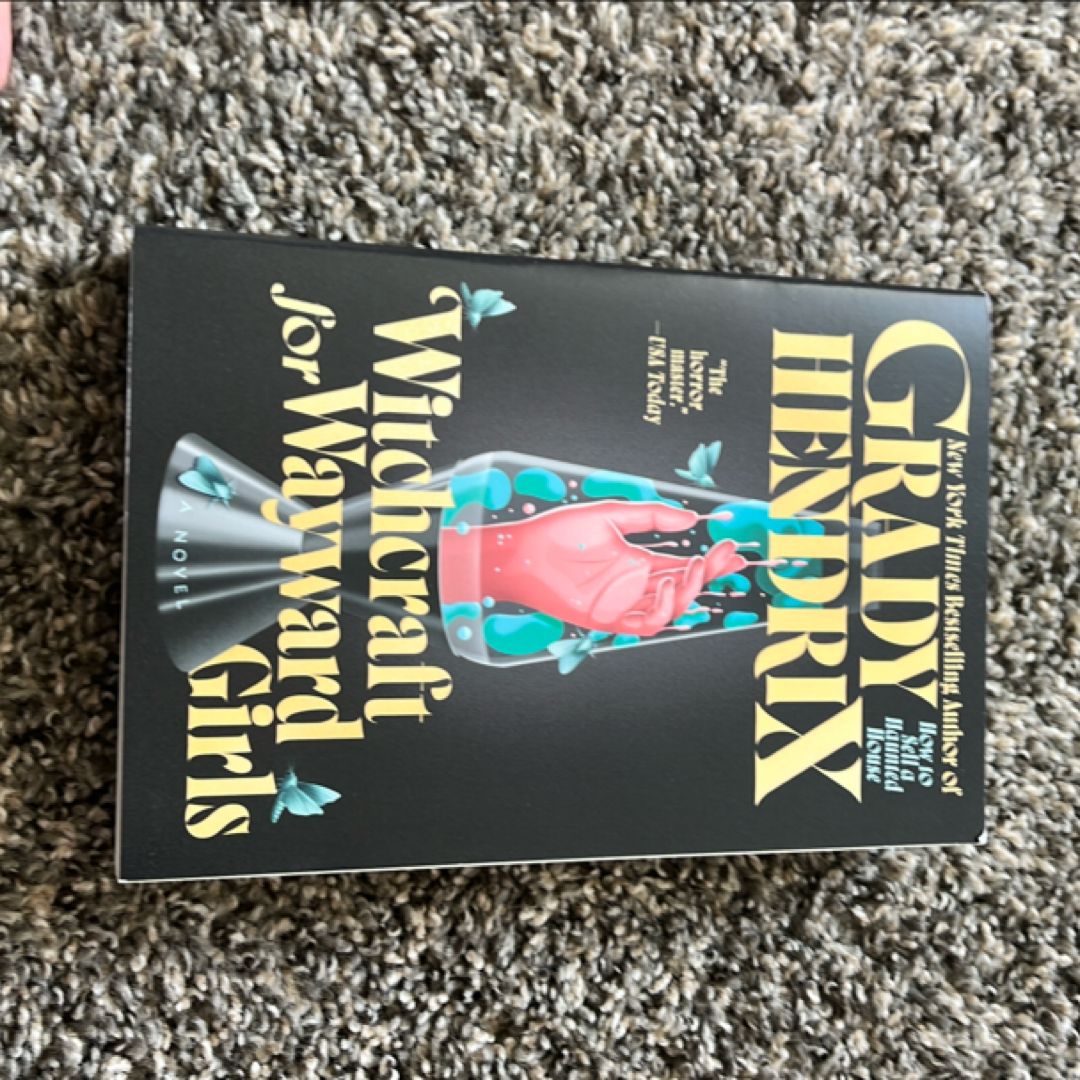 New York Times Bestselling Author of
How to
Sell a
Haunted
House
GRADY
HENDRIX
"The
horror
master."
—USA Today
Witchcraft
for Wayward
Girls
A NOVEL